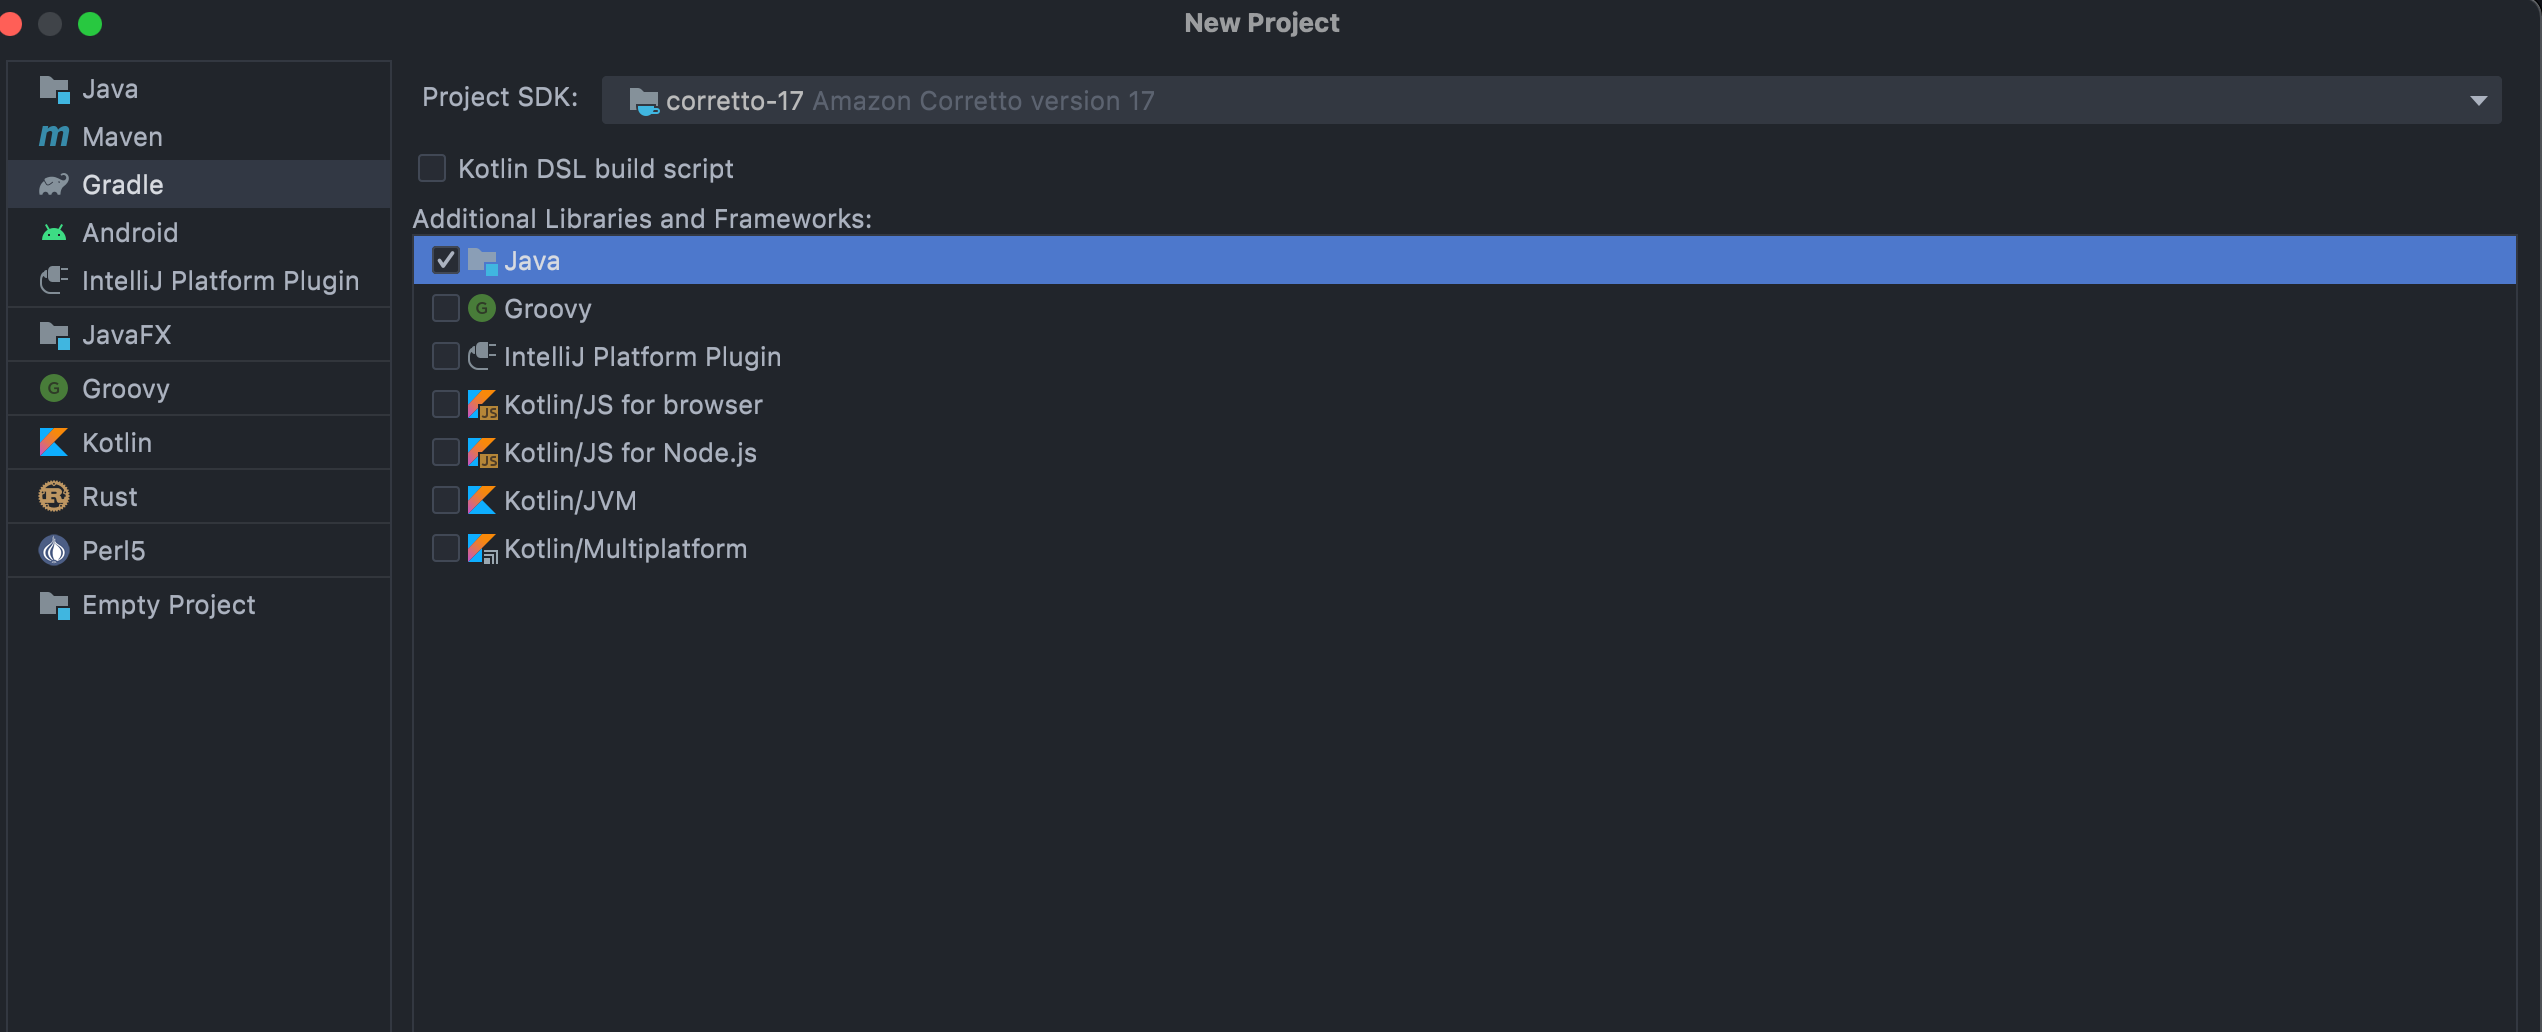 New Project
Java
Maven
Gradle
Android
IntelliJ Platform Plugin
JavaFX
G Groovy
Kotlin
R Rust
Perl5
Empty Project
Project SDK: corretto-17 Amazon Corretto version 17
Kotlin DSL build script
Additional Libraries and Frameworks:
Java
G Groovy
IntelliJ Platform Plugin
JS Kotlin/JS for browser
JS Kotlin/JS for Node.js
Kotlin/JVM
Kotlin/Multiplatform